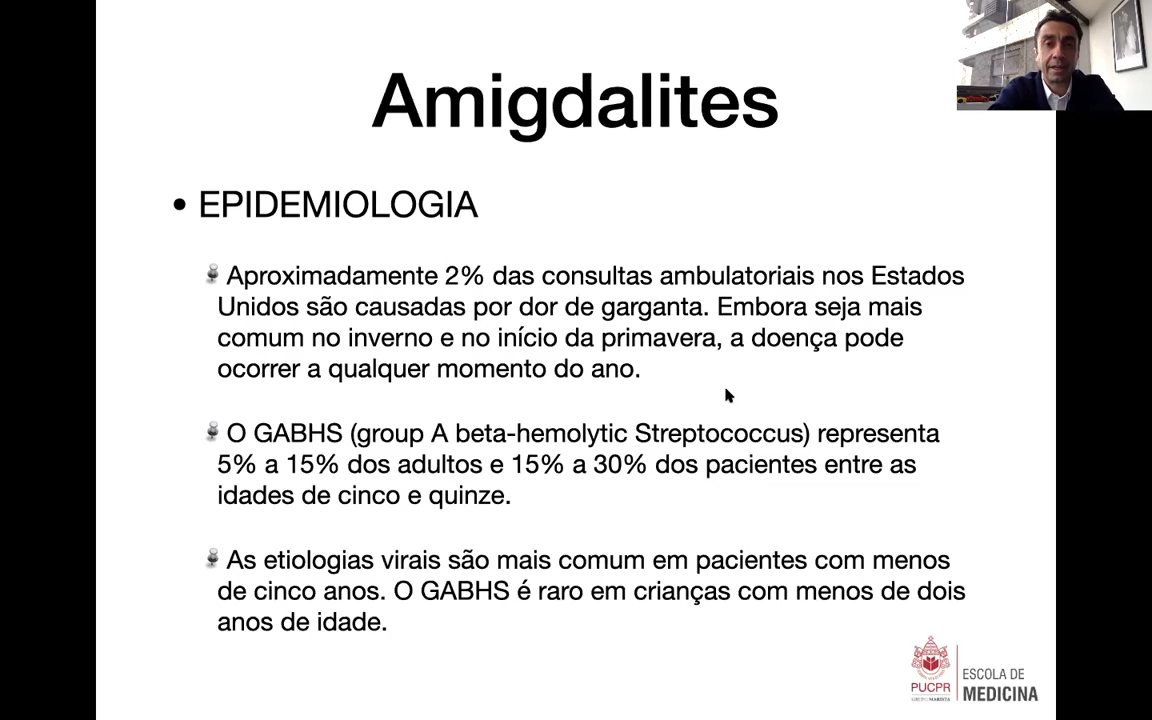 Amigdalites
• EPIDEMIOLOGIA
Aproximadamente 2% das consultas ambulatoriais nos Estados
Unidos são causadas por dor de garganta. Embora seja mais
comum no inverno e no início da primavera, a doença pode
ocorrer a qualquer momento do ano.
O GABHS (group A beta-hemolytic Streptococcus) representa
5% a 15% dos adultos e 15% a 30% dos pacientes entre as
idades de cinco e quinze.
As etiologias virais são mais comum em pacientes com menos
de cinco anos. O GABHS é raro em crianças com menos de dois
anos de idade.
PUCPR
GRUPO MARISTA
ESCOLA DE
MEDICINA